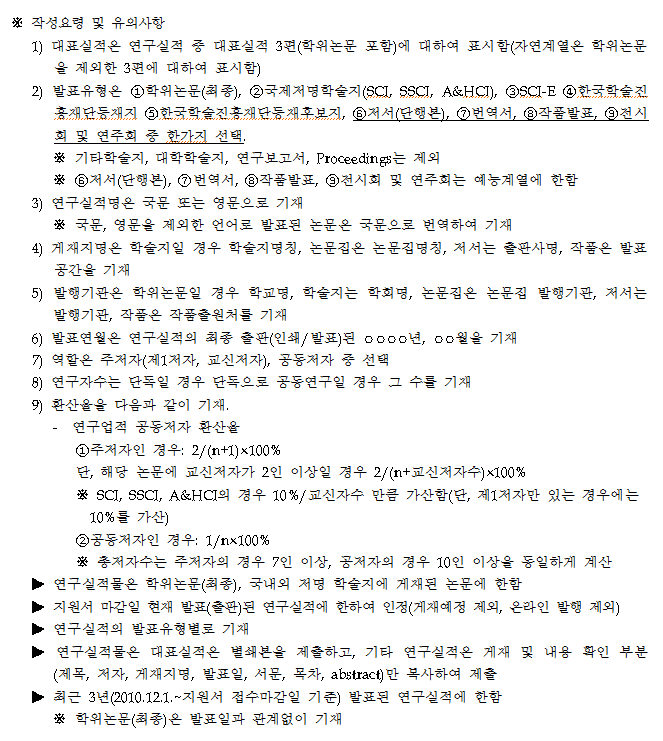 ※ 작성요령 및 유의사항
1) 대표실적은 연구실적 중 대표실적 3편(학위논문 포함)에 대하여 표시함(자연계열은 학위논문
을 제외한 3편에 대하여 표시함)
2) 발표유형은 ①학위논문(최종), ②국제저명학술지(SCI, SSCI, A&HCI), ③SCI-E ④한국학술진
흥재단등재지 ⑤한국학술진흥재단등재후보지, ⑥저서(단행본), ⑦번역서, ⑧작품발표, ⑨전시
회 및 연주회 중 한가지 선택.
※ 기타학술지, 대학학술지, 연구보고서, Proceedings는 제외
※ ⑥저서(단행본), ⑦번역서, ⑧작품발표, ⑨전시회 및 연주회는 예능계열에 한함
3) 연구실적명은 국문 또는 영문으로 기재
※ 국문, 영문을 제외한 언어로 발표된 논문은 국문으로 번역하여 기재
4) 게재지명은 학술지일 경우 학술지명칭, 논문집은 논문집명칭, 저서는 출판사명, 작품은 발표
공간을 기재
5) 발행기관은 학위논문일 경우 학교명, 학술지는 학회명, 논문집은 논문집 발행기관, 저서는
발행기관, 작품은 작품출원처를 기재
6) 발표연월은 연구실적의 최종 출판(인쇄/발표)된 ㅇㅇㅇㅇ년, ㅇㅇ월을 기재
7) 역할은 주저자(제1저자, 교신저자), 공동저자 중 선택
8) 연구자수는 단독일 경우 단독으로 공동연구일 경우 그 수를 기재
9) 환산율을 다음과 같이 기재.
- 연구업적 공동저자 환산율
①주저자인 경우: 2/(n+1)×100%
단, 해당 논문에 교신저자가 2인 이상일 경우 2/(n+교신저자수)×100%
※ SCI, SSCI, A&HCI의 경우 10%/교신자수 만큼 가산함(단, 제1저자만 있는 경우에는
10%를 가산)
②공동저자인 경우: 1/n×100%
※ 총저자수는 주저자의 경우 7인 이상, 공저자의 경우 10인 이상을 동일하게 계산
▶ 연구실적물은 학위논문(최종), 국내외 저명 학술지에 게재된 논문에 한함
▶ 지원서 마감일 현재 발표(출판)된 연구실적에 한하여 인정(게재예정 제외, 온라인 발행 제외)
▶ 연구실적의 발표유형별로 기재
▶ 연구실적물은 대표실적은 별쇄본을 제출하고, 기타 연구실적은 게재 및 내용 확인 부분
(제목, 저자, 게재지명, 발표일, 서문, 목차, abstract)만 복사하여 제출
▶ 최근 3년(2010.12.1.~지원서 접수마감일 기준) 발표된 연구실적에 한함
※ 학위논문(최종)은 발표일과 관계없이 기재